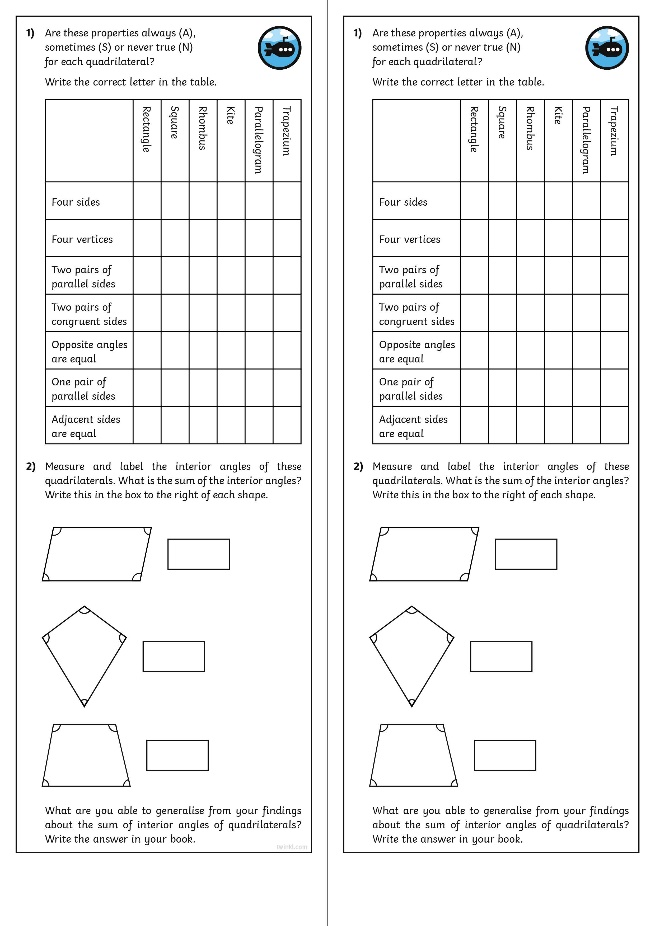 1) Are these properties always (A),
sometimes (S) or never true (N)
for each quadrilateral?
Write the correct letter in the table.
Rectangle
Square
Rhombus
Kite
Parallelogram
Trapezium
Four sides
Four vertices
Two pairs of
parallel sides
Two pairs of
congruent sides
Opposite angles
are equal
One pair of
parallel sides
Adjacent sides
are equal
2) Measure and label the interior angles of these
quadrilaterals. What is the sum of the interior angles?
Write this in the box to the right of each shape.
What are you able to generalise from your findings
about the sum of interior angles of quadrilaterals?
Write the answer in your book.
twinkl.com
1) Are these properties always (A),
sometimes (S) or never true (N)
for each quadrilateral?
Write the correct letter in the table.
Rectangle
Square
Rhombus
Kite
Parallelogram
Trapezium
Four sides
Four vertices
Two pairs of
parallel sides
Two pairs of
congruent sides
Opposite angles
are equal
One pair of
parallel sides
Adjacent sides
are equal
2) Measure and label the interior angles of these
quadrilaterals. What is the sum of the interior angles?
Write this in the box to the right of each shape.
What are you able to generalise from your findings
about the sum of interior angles of quadrilaterals?
Write the answer in your book.